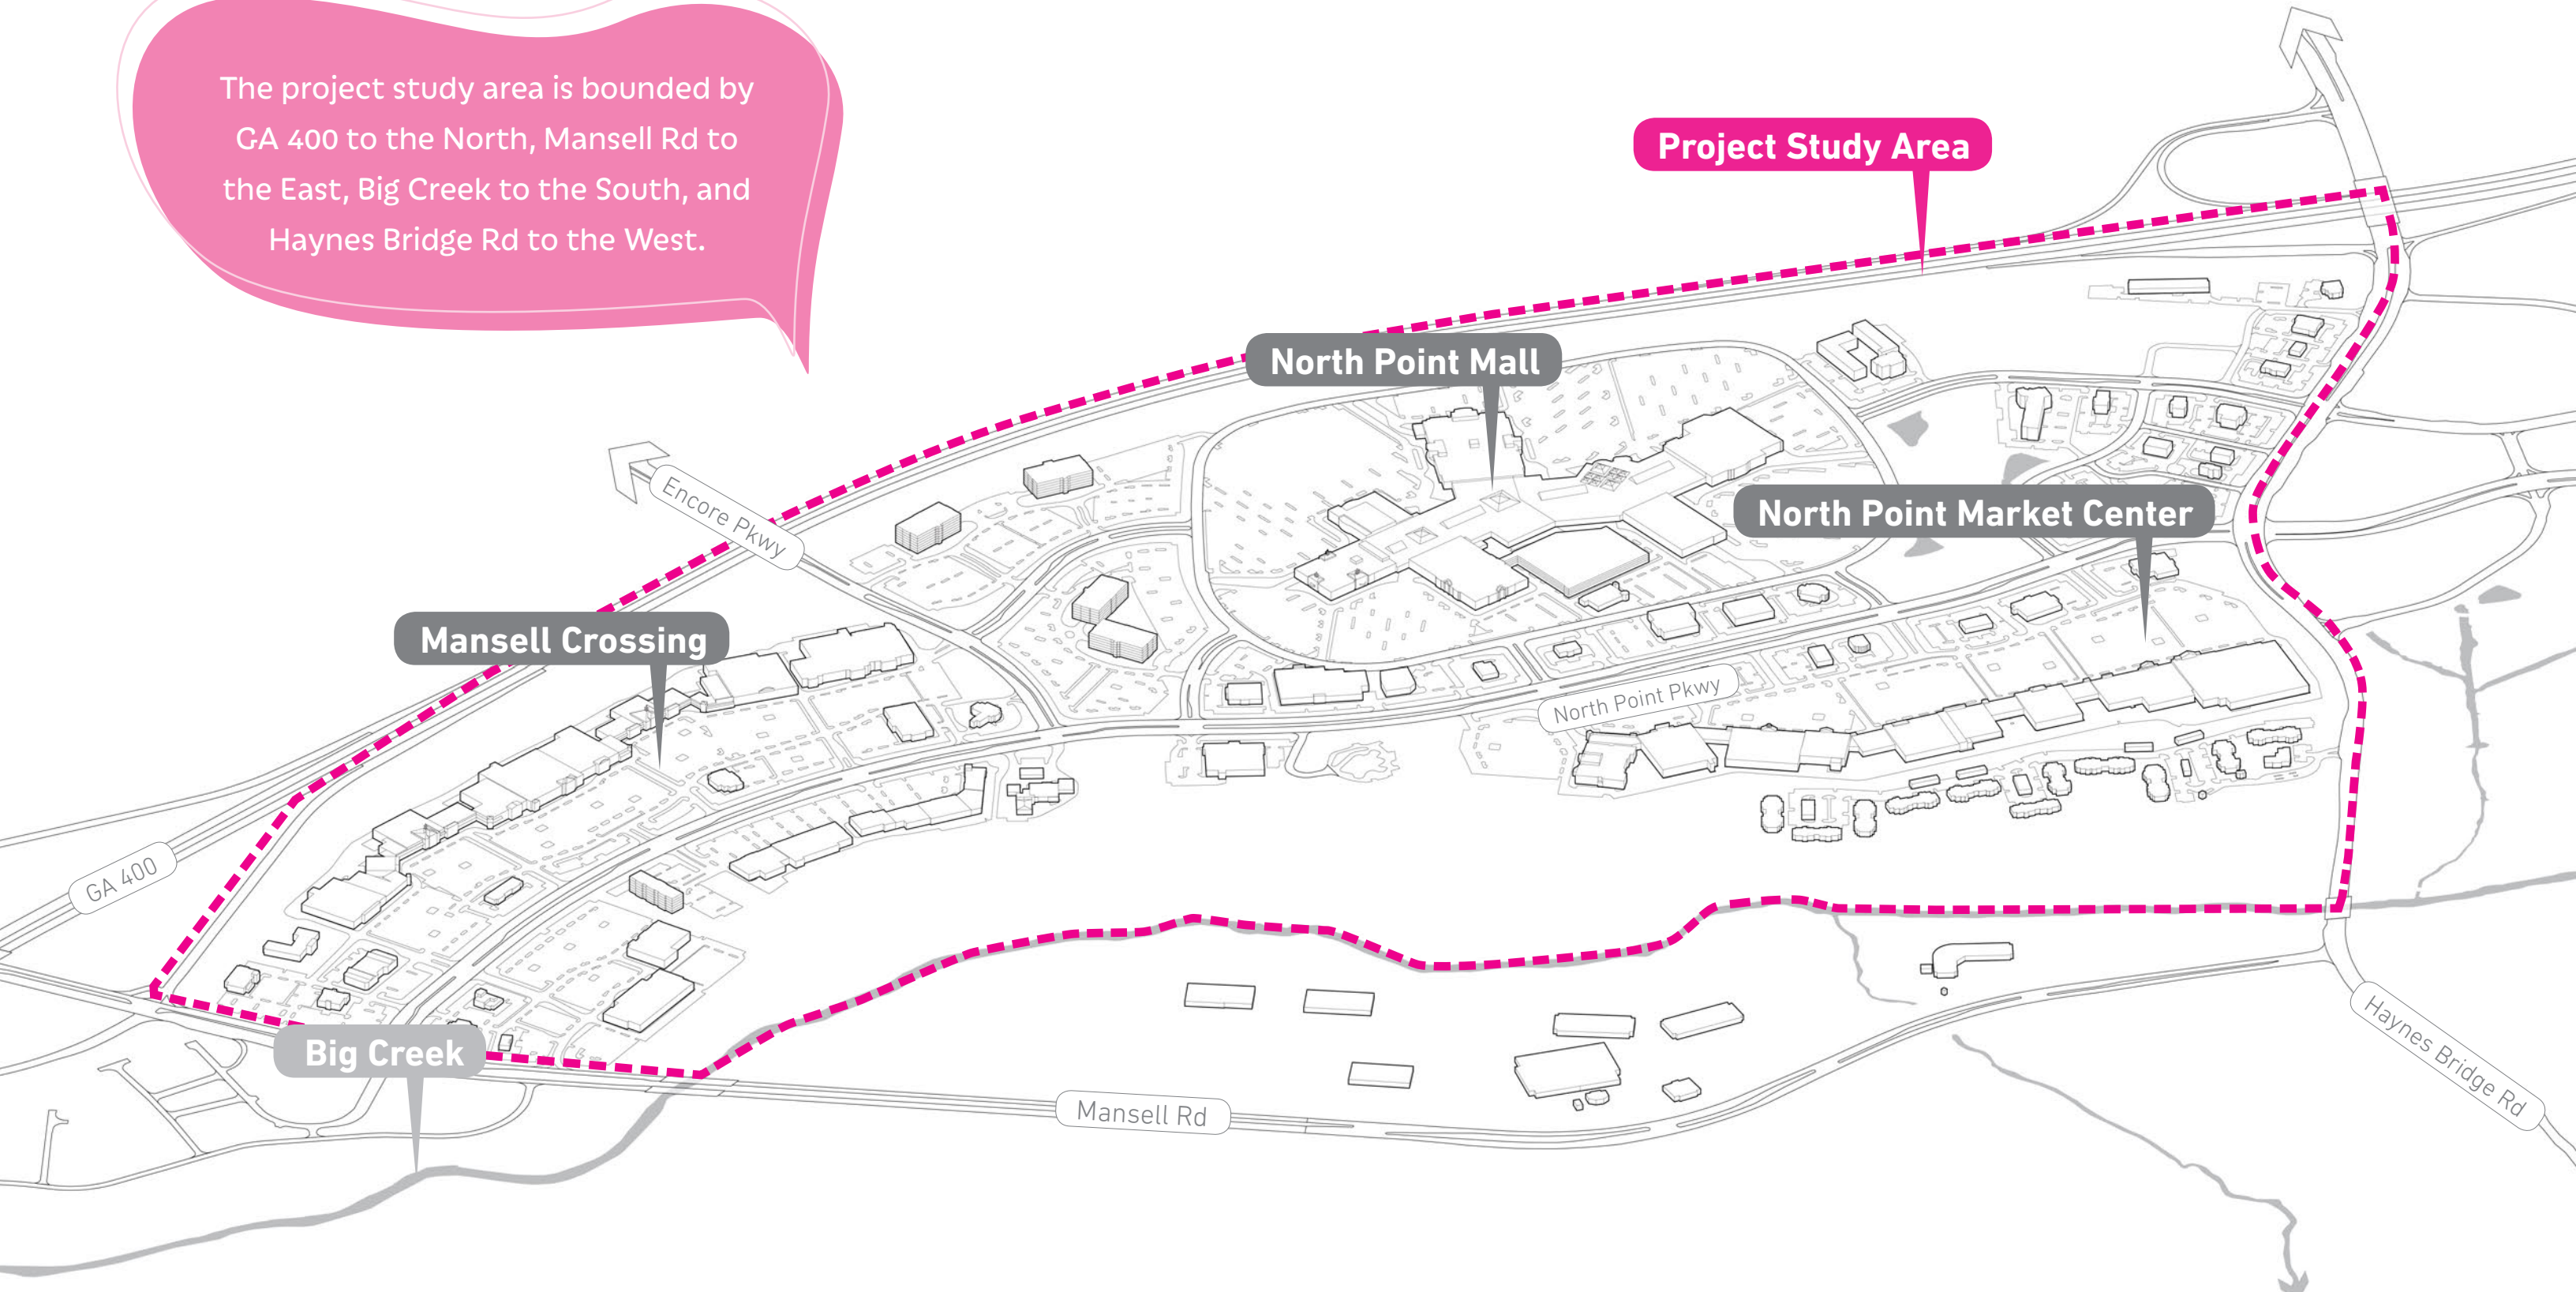 The project study area is bounded by
GA 400 to the North, Mansell Rd to
the East, Big Creek to the South, and
Haynes Bridge Rd to the West.
Project Study Area
North Point Mall
Encore Pkwy
North Point Market Center
Mansell Crossing
North Point Pkwy
GA 400
Big Creek
Mansell Rd
Haynes Bridge Rd